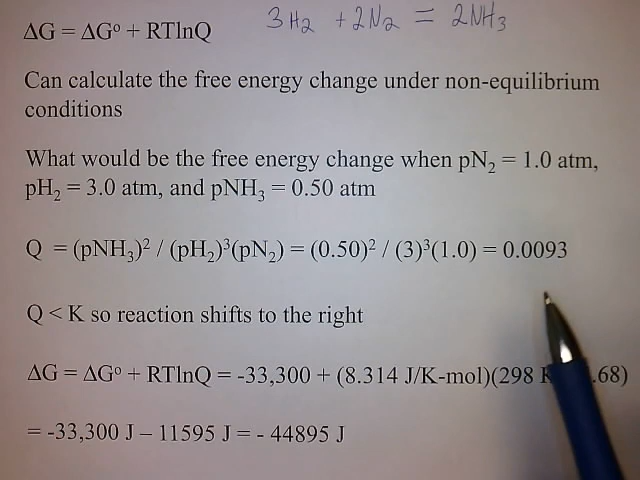 ΔG = ΔGº + RTlnQ 3H₂ + 2N₂ = 2NH₃
Can calculate the free energy change under non-equilibrium
conditions
What would be the free energy change when pN₂ = 1.0 atm,
pH₂ = 3.0 atm, and pNH₃ = 0.50 atm
Q = (pNH₃)² / (pH₂)³(pN₂) = (0.50)² / (3)³(1.0) = 0.0093
Q < K so reaction shifts to the right
ΔG = ΔGº + RTlnQ = -33,300 + (8.314 J/K-mol)(298 K .68)
= -33,300 J – 11595 J = - 44895 J